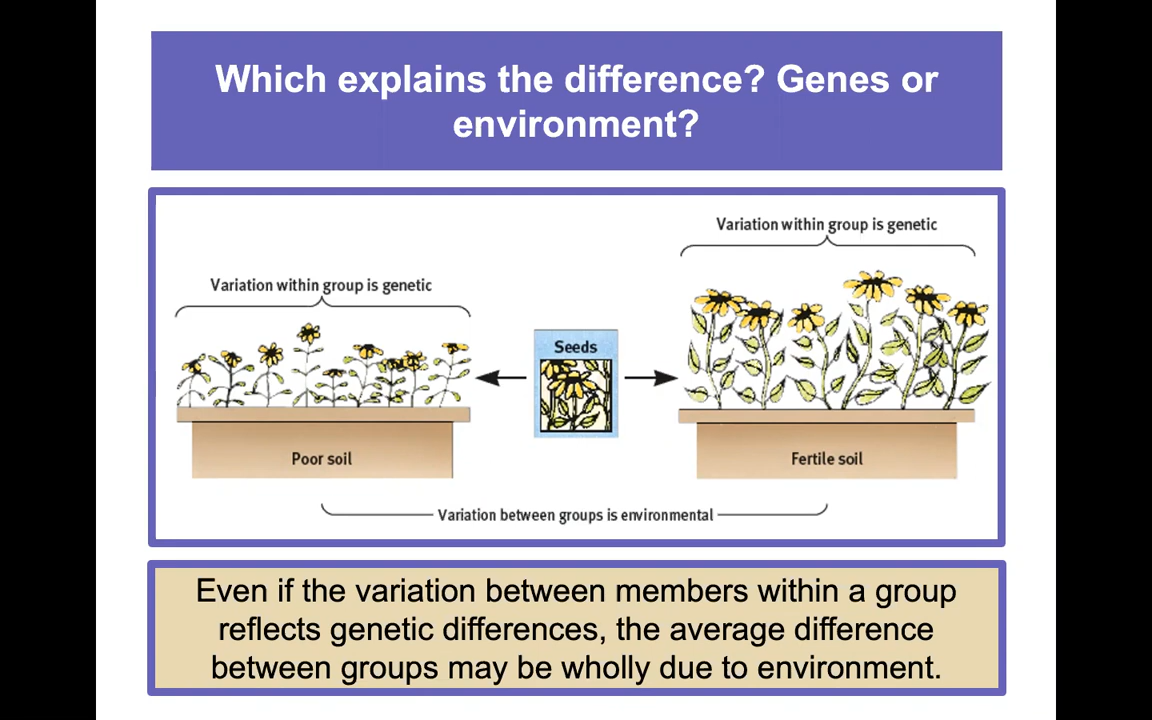 Which explains the difference? Genes or
environment?
Variation within group is genetic
Variation within group is genetic
Seeds
Poor soil
Fertile soil
Variation between groups is environmental
Even if the variation between members within a group
reflects genetic differences, the average difference
between groups may be wholly due to environment.